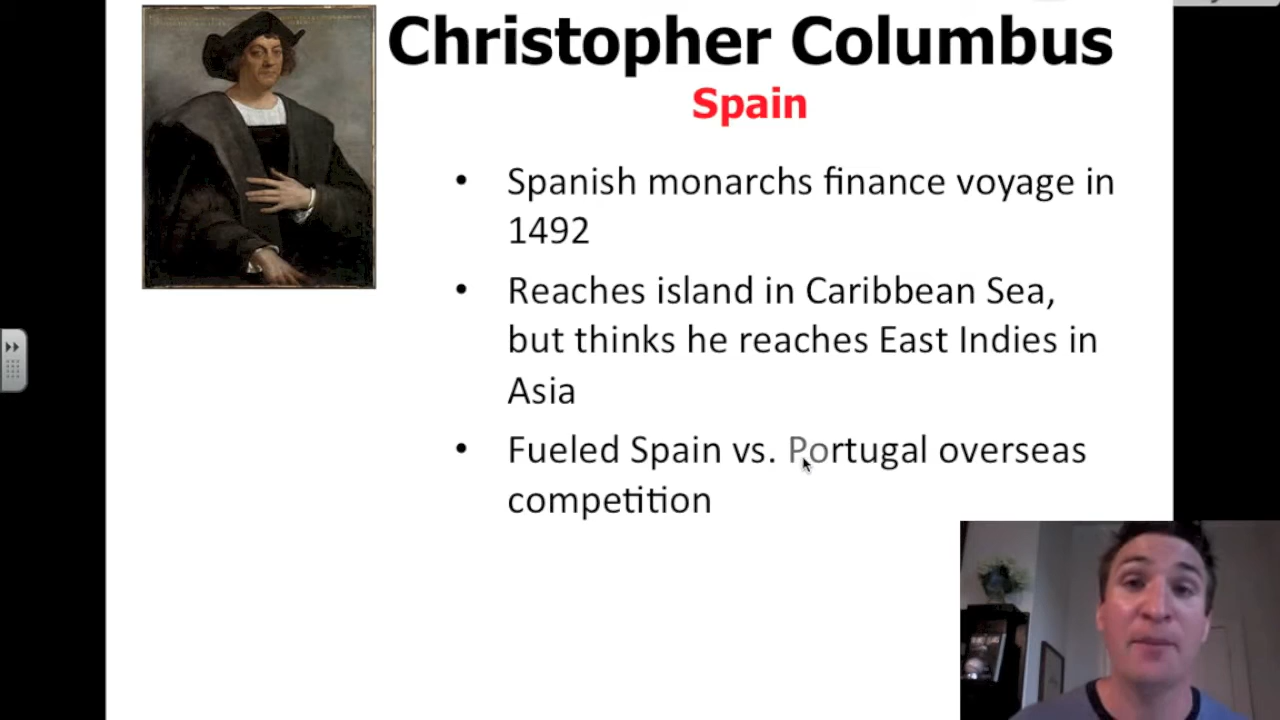 Christopher Columbus
Spain
• Spanish monarchs finance voyage in
1492
• Reaches island in Caribbean Sea,
but thinks he reaches East Indies in
Asia
• Fueled Spain vs. Portugal overseas
competition